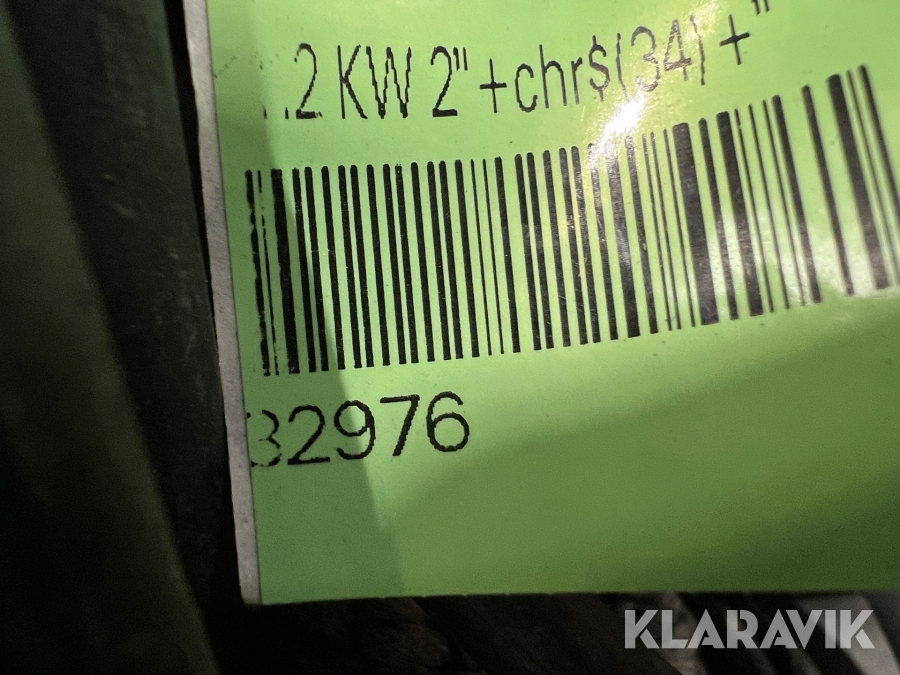 .2 KW 2"+chr$(34)+"
32976
KLARAVIK